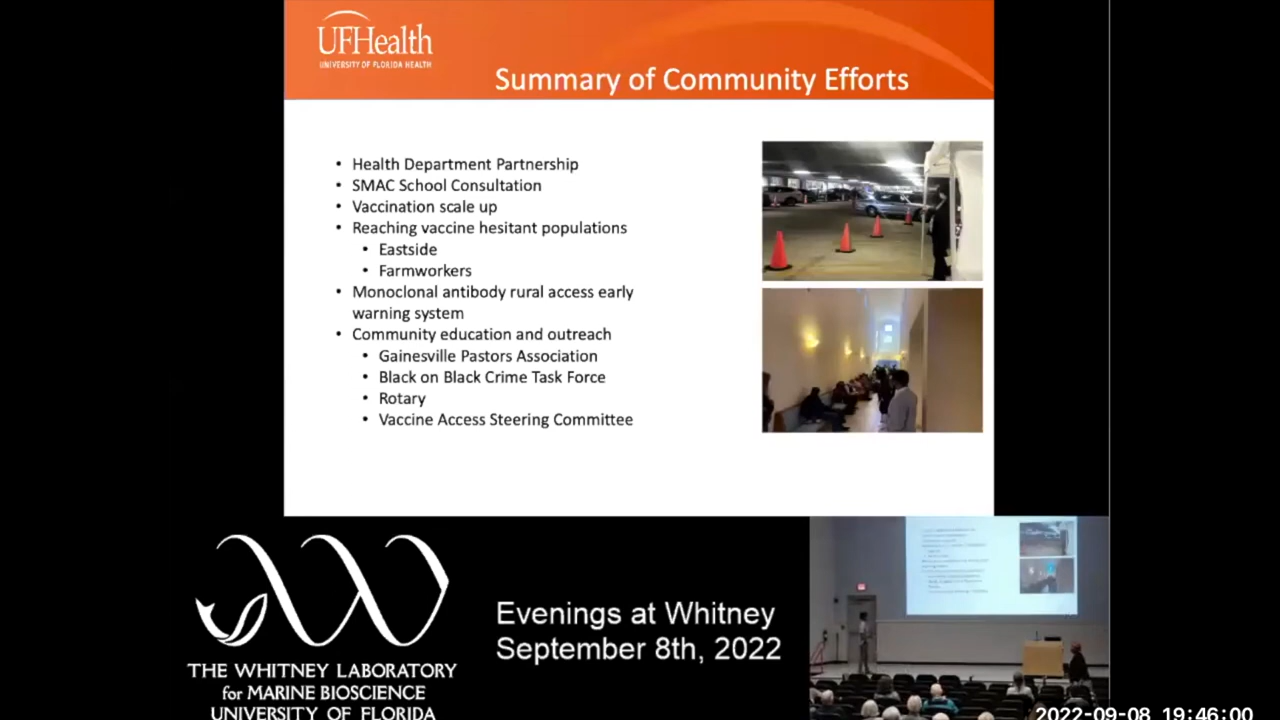 UFHealth
UNIVERSITY OF FLORIDA HEALTH
Summary of Community Efforts
• Health Department Partnership
• SMAC School Consultation
• Vaccination scale up
• Reaching vaccine hesitant populations
• Eastside
• Farmworkers
• Monoclonal antibody rural access early
warning system
• Community education and outreach
• Gainesville Pastors Association
• Black on Black Crime Task Force
• Rotary
• Vaccine Access Steering Committee
THE WHITNEY LABORATORY
for MARINE BIOSCIENCE
UNIVERSITY OF FLORIDA
Evenings at Whitney
September 8th, 2022
2022-09-08 19:46:00